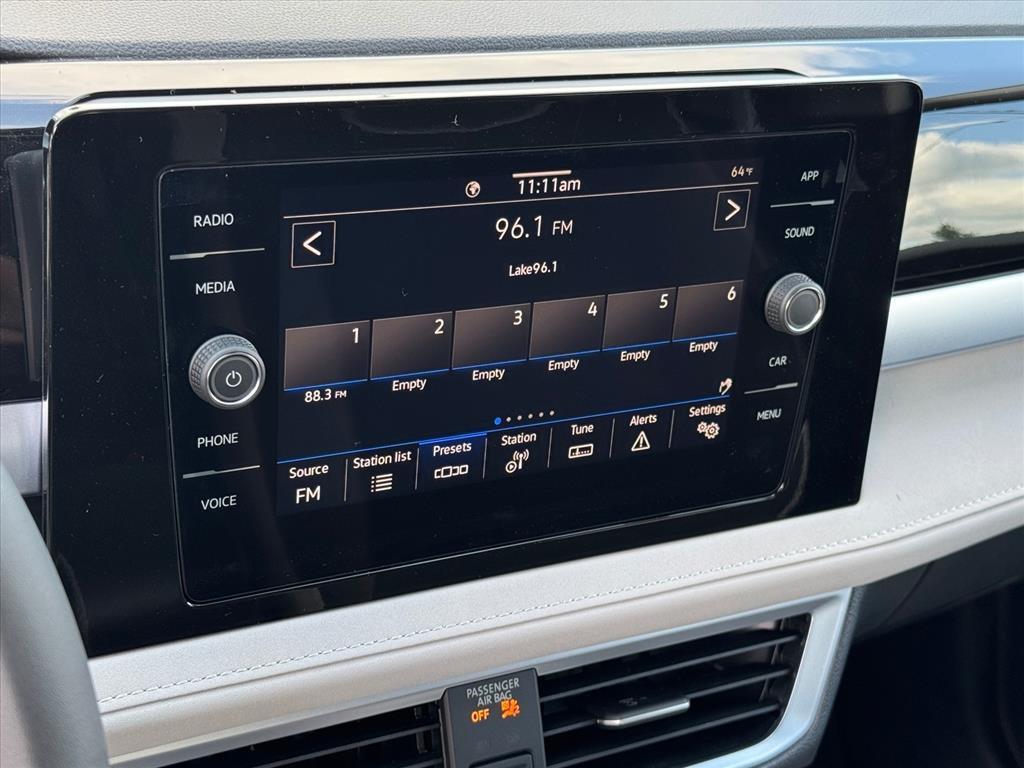 RADIO
MEDIA
PHONE
VOICE
11:11am
64°F
<
96.1 FM
>
Lake96.1
1 2 3 4 5 6
88.3 FM Empty Empty Empty Empty Empty
Source Station list Presets Station Tune Alerts Settings
FM
APP
SOUND
CAR
MENU
PASSENGER
AIR BAG
OFF